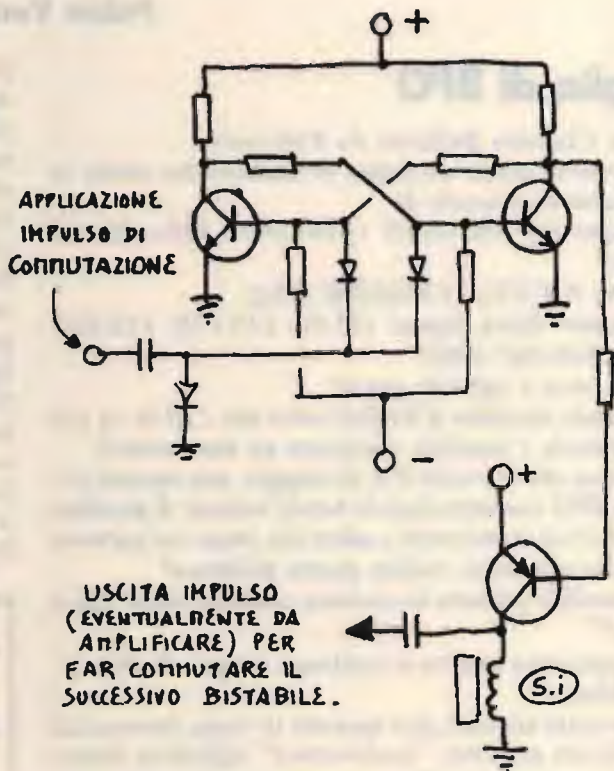 +
APPLICAZIONE
IMPULSO DI
COMMUTAZIONE
-
+
USCITA IMPULSO
(EVENTUALMENTE DA
AMPLIFICARE) PER
FAR COMMUTARE IL
SUCCESSIVO BISTABILE.
S.i